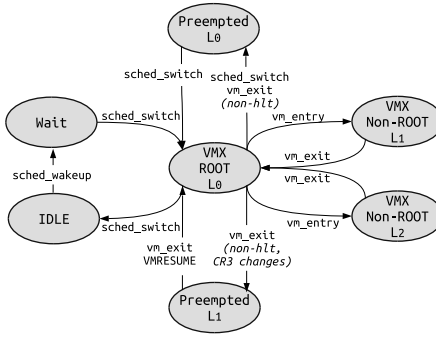 Preempted
L0
sched_switch
sched_switch
vm_exit
(non-hlt)
Wait
sched_switch
vm_entry
VMX
Non-ROOT
L1
VMX
ROOT
L0
vm_exit
vm_exit
sched_wakeup
IDLE
sched_switch
vm_entry
VMX
Non-ROOT
L2
vm_exit
VMRESUME
vm_exit
(non-hlt,
CR3 changes)
Preempted
L1